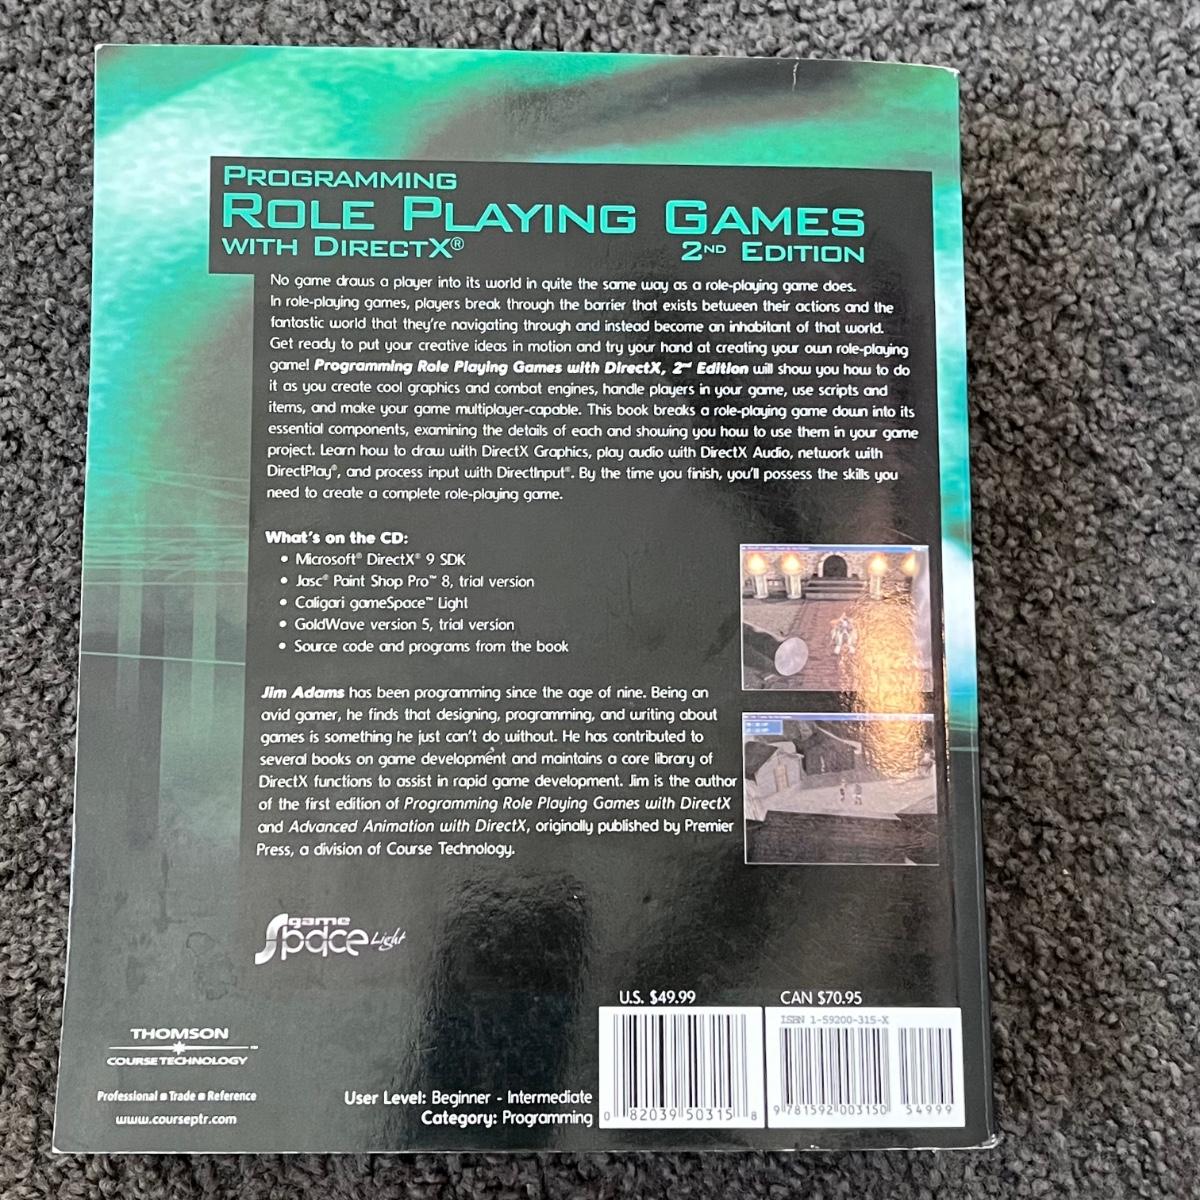 PROGRAMMING
ROLE PLAYING GAMES
WITH DIRECTX® 2ND EDITION
No game draws a player into its world in quite the same way as a role-playing game does.
In role-playing games, players break through the barrier that exists between their actions and the
fantastic world that they're navigating through and instead become an inhabitant of that world.
Get ready to put your creative ideas in motion and try your hand at creating your own role-playing
game! Programming Role Playing Games with DirectX, 2nd Edition will show you how to do
it as you create cool graphics and combat engines, handle players in your game, use scripts and
items, and make your game multiplayer-capable. This book breaks a role-playing game down into its
essential components, examining the details of each and showing you how to use them in your game
project. Learn how to draw with DirectX Graphics, play audio with DirectX Audio, network with
DirectPlay®, and process input with DirectInput®. By the time you finish, you'll possess the skills you
need to create a complete role-playing game.
What's on the CD:
• Microsoft® DirectX® 9 SDK
• Jasc® Paint Shop Pro™ 8, trial version
• Caligari gameSpace™ Light
• GoldWave version 5, trial version
• Source code and programs from the book
Jim Adams has been programming since the age of nine. Being an
avid gamer, he finds that designing, programming, and writing about
games is something he just can't do without. He has contributed to
several books on game development and maintains a core library of
DirectX functions to assist in rapid game development. Jim is the author
of the first edition of Programming Role Playing Games with DirectX
and Advanced Animation with DirectX, originally published by Premier
Press, a division of Course Technology.
game
Space Light
THOMSON
™
COURSE TECHNOLOGY
Professional ■ Trade ■ Reference
www.courseptr.com
User Level: Beginner - Intermediate
Category: Programming
U.S. $49.99
0 82039 50315 8
CAN $70.95
ISBN 1-59200-315-X
9 781592 003150 54999